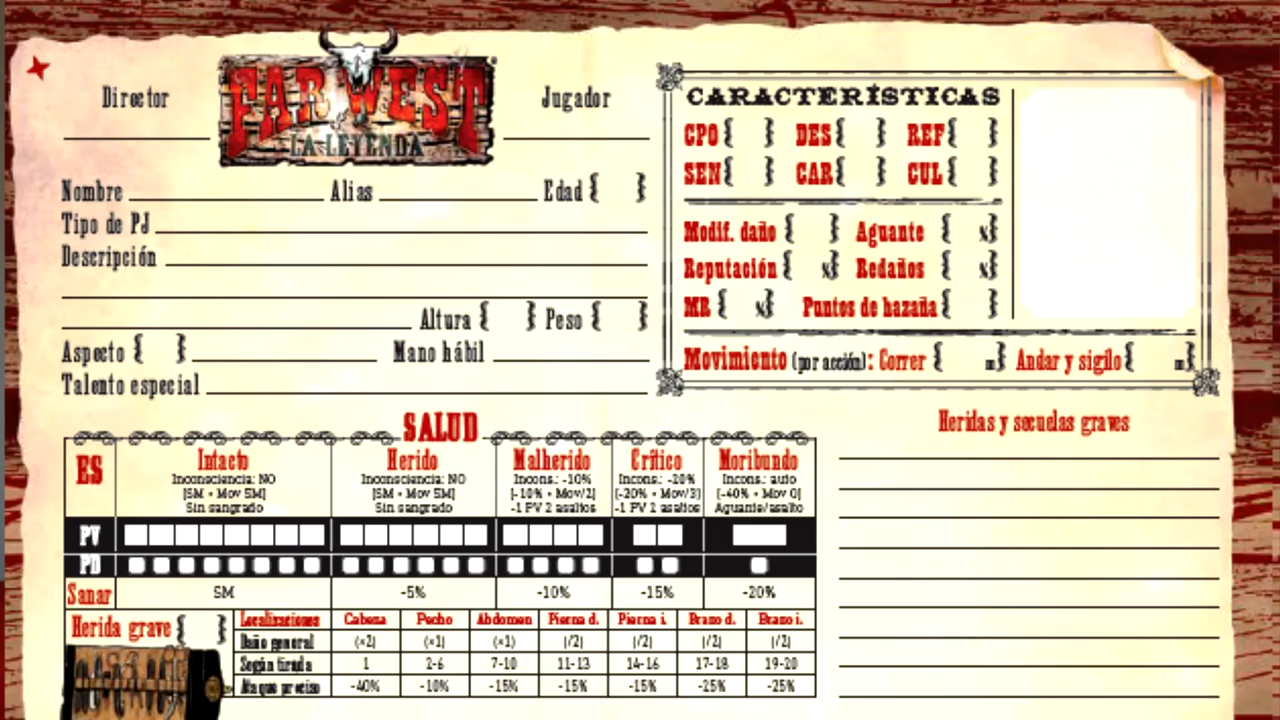 Director
FAR WEST
LA LEYENDA
Jugador
Nombre Alias Edad { }
Tipo de PJ
Descripción
Altura { } Peso { }
Aspecto { } Mano hábil
Talento especial
CARACTERÍSTICAS
CPO { } DES { } REF { }
SEN { } CAR { } CUL { }
Modif. daño { } Aguante { x}
Reputación { x} Redaños { }
MR { x} Puntos de hazaña { }
Movimiento (por acción): Correr { m} Andar y sigilo { m}
SALUD
ES Intacto Herido Malherido Crítico Moribundo
Inconsciencia: NO Inconsciencia: NO Incons.: -10% Incons.: -20% Incons.: auto
[SM • Mov SM] [SM • Mov SM] [-10% • Mov/2] [-20% • Mov/3] [-40% • Mov 0]
Sin sangrado Sin sangrado -1 PV 2 asaltos -1 PV 2 asaltos Aguante/asalto
PV
PD
Sanar SM -5% -10% -15% -20%
Herida grave { }
Localizaciones Cabeza Pecho Abdomen Pierna d. Pierna i. Brazo d. Brazo i.
Daño general (×2) (×1) (×1) (/2) (/2) (/2) (/2)
Según tirada 1 2-6 7-10 11-13 14-16 17-18 19-20
Ataque preciso -40% -10% -15% -15% -15% -25% -25%
Heridas y secuelas graves